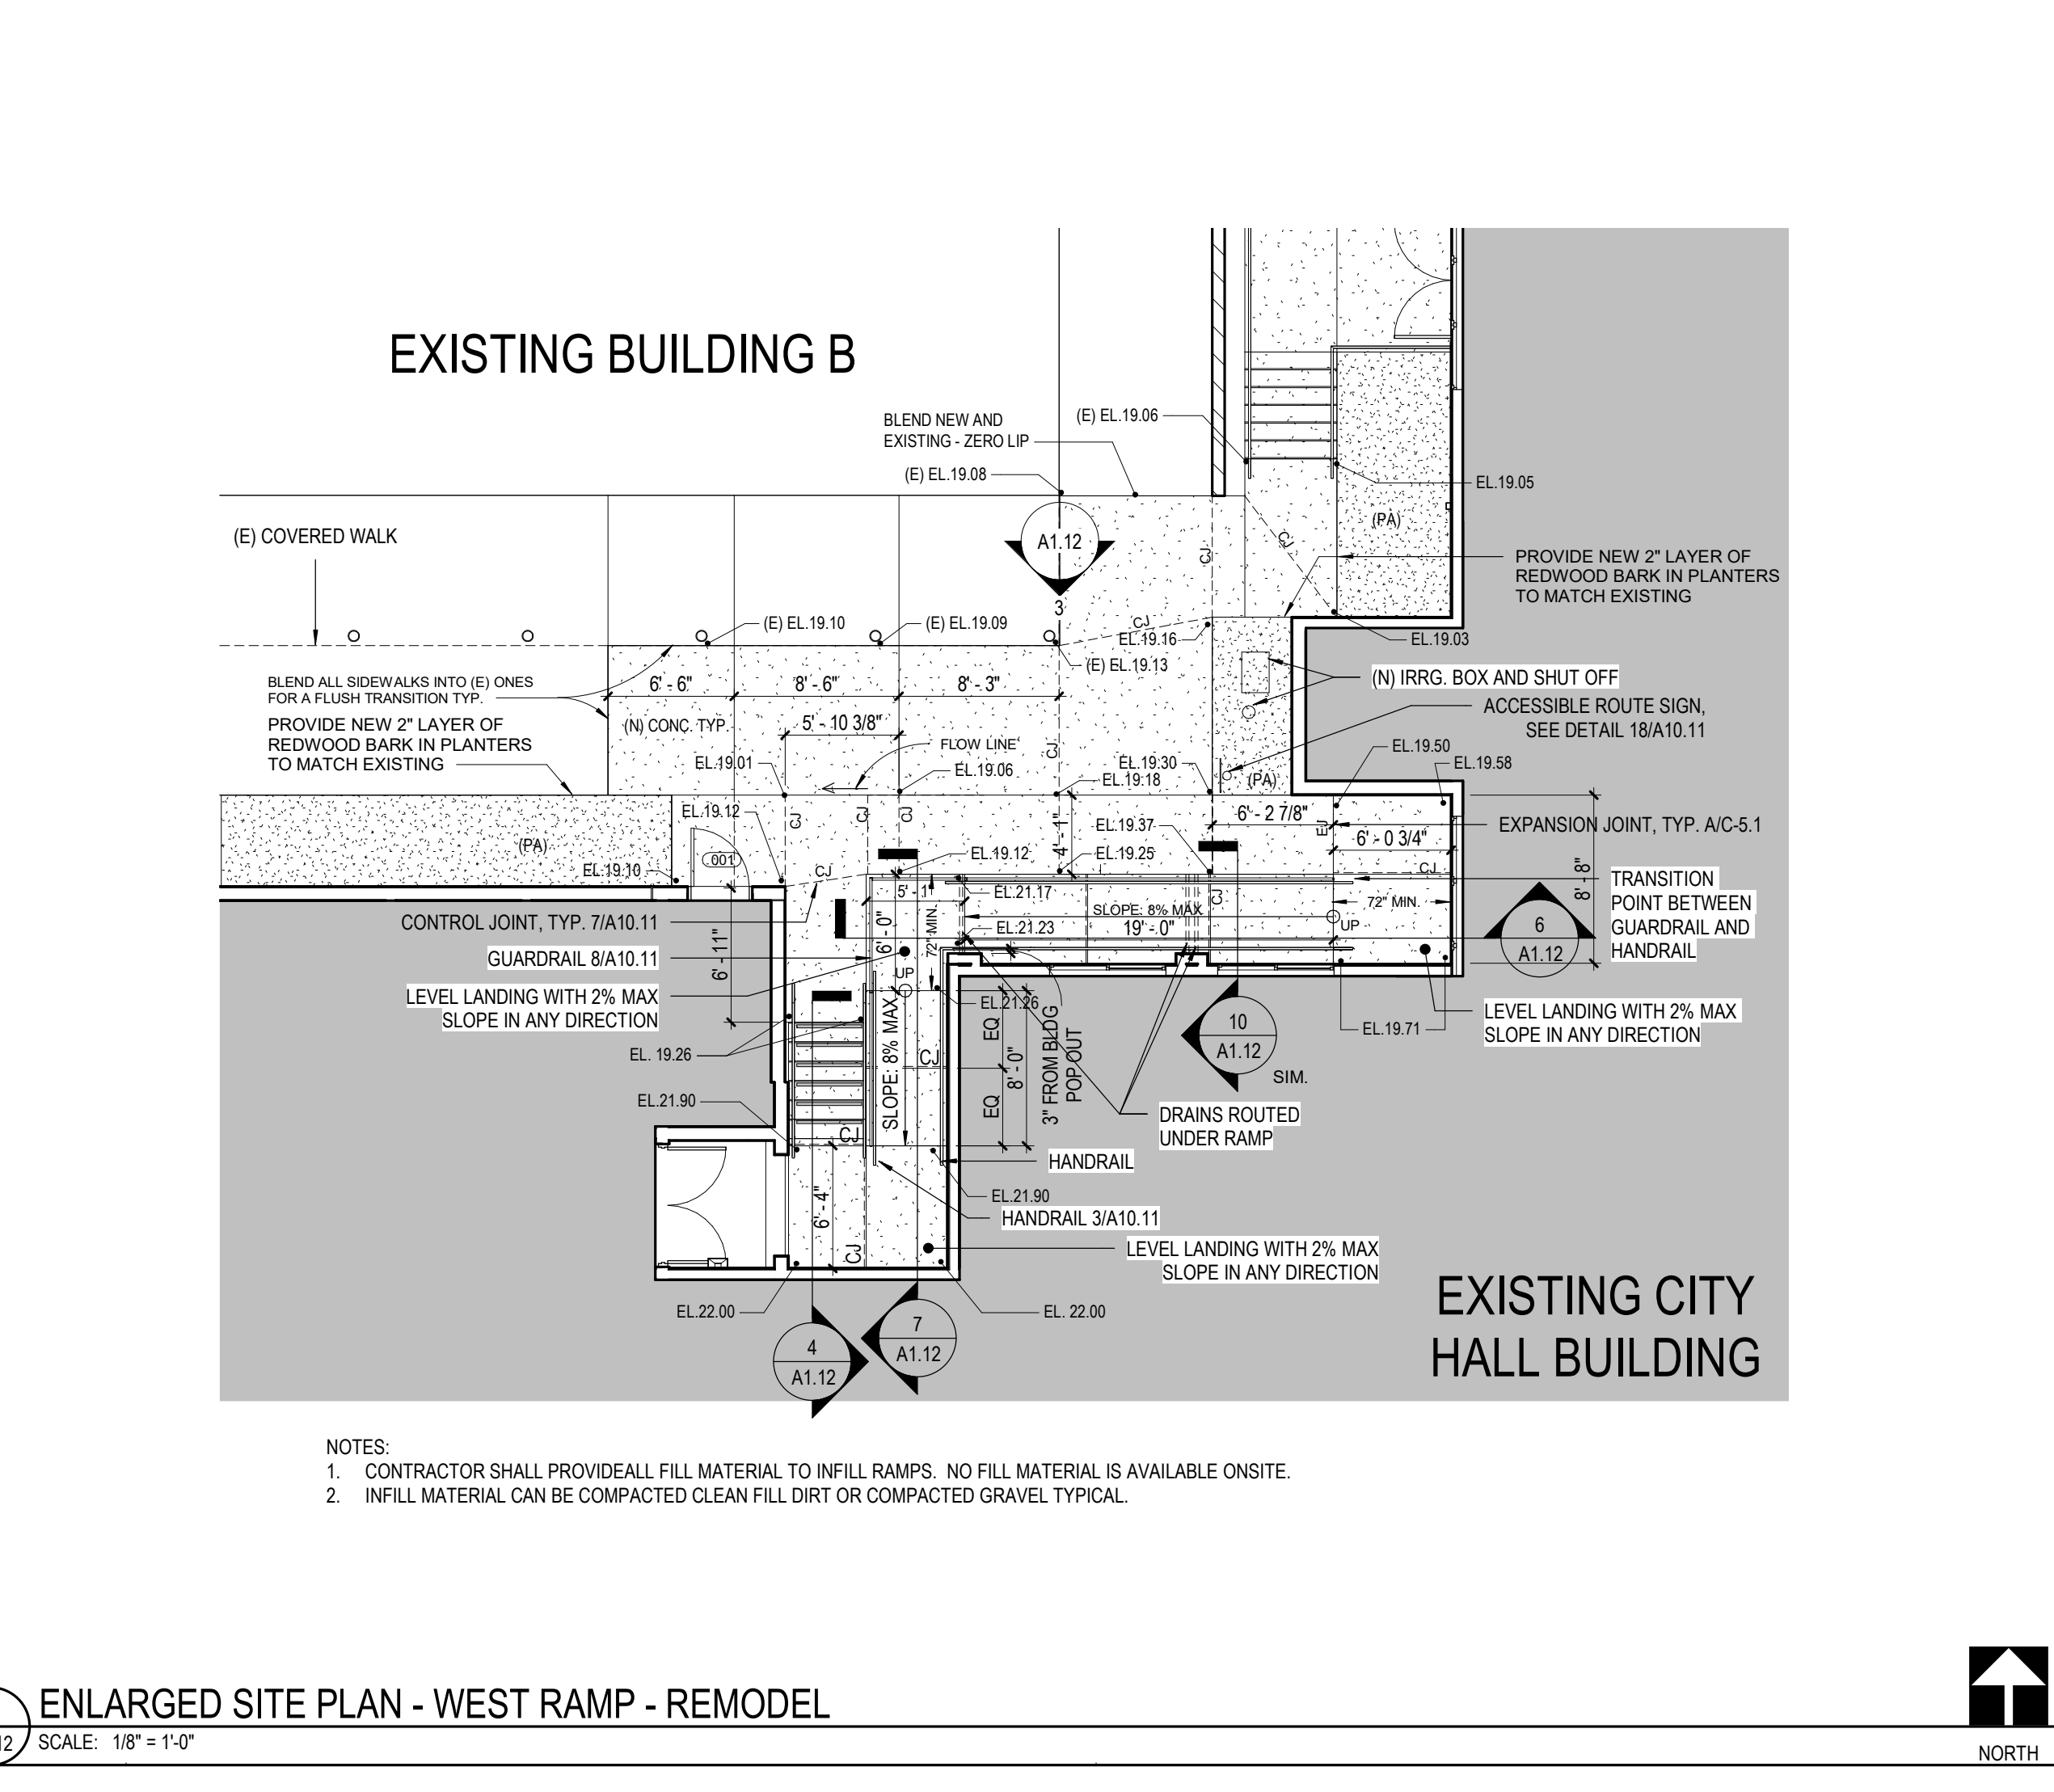 EXISTING BUILDING B
BLEND NEW AND
EXISTING - ZERO LIP
(E) EL.19.06
(E) EL.19.08
EL.19.05
(PA)
CJ
CJ
(E) COVERED WALK
A1.12
3
PROVIDE NEW 2" LAYER OF
REDWOOD BARK IN PLANTERS
TO MATCH EXISTING
(E) EL.19.10
(E) EL.19.09
CJ
EL.19.16
EL.19.03
(E) EL.19.13
BLEND ALL SIDEWALKS INTO (E) ONES
FOR A FLUSH TRANSITION TYP.
6' - 6"
8' - 6"
8' - 3"
(N) IRRG. BOX AND SHUT OFF
PROVIDE NEW 2" LAYER OF
REDWOOD BARK IN PLANTERS
TO MATCH EXISTING
(N) CONC. TYP.
5' - 10 3/8"
ACCESSIBLE ROUTE SIGN,
SEE DETAIL 18/A10.11
FLOW LINE
CJ
EL.19.50
EL.19.01
EL.19.06
EL.19.30
EL.19.18
(PA)
EL.19.58
EL.19.12
CJ
CJ
CJ
4' - 1"
EL.19.37
6' - 2 7/8"
EJ
EXPANSION JOINT, TYP. A/C-5.1
6' - 0 3/4"
(PA)
001
EL.19.12
EL.19.25
CJ
8' - 8"
EL.19.10
CJ
TRANSITION
POINT BETWEEN
GUARDRAIL AND
HANDRAIL
5' - 1"
EL.21.17
CJ
72" MIN.
SLOPE: 8% MAX
19' - 0"
UP
CONTROL JOINT, TYP. 7/A10.11
6' - 0"
72" MIN.
EL.21.23
6
A1.12
6' - 11"
GUARDRAIL 8/A10.11
UP
LEVEL LANDING WITH 2% MAX
SLOPE IN ANY DIRECTION
EL.21.26
LEVEL LANDING WITH 2% MAX
SLOPE IN ANY DIRECTION
10
A1.12
SIM.
EL.19.71
EL. 19.26
SLOPE: 8% MAX
CJ
EQ
8' - 0"
EQ
3" FROM BLDG
POP OUT
EL.21.90
DRAINS ROUTED
UNDER RAMP
CJ
HANDRAIL
6' - 4"
EL.21.90
HANDRAIL 3/A10.11
CJ
LEVEL LANDING WITH 2% MAX
SLOPE IN ANY DIRECTION
EL.22.00
EL. 22.00
EXISTING CITY
HALL BUILDING
7
A1.12
4
A1.12
NOTES:
1. CONTRACTOR SHALL PROVIDEALL FILL MATERIAL TO INFILL RAMPS. NO FILL MATERIAL IS AVAILABLE ONSITE.
2. INFILL MATERIAL CAN BE COMPACTED CLEAN FILL DIRT OR COMPACTED GRAVEL TYPICAL.
ENLARGED SITE PLAN - WEST RAMP - REMODEL
SCALE: 1/8" = 1'-0"
NORTH